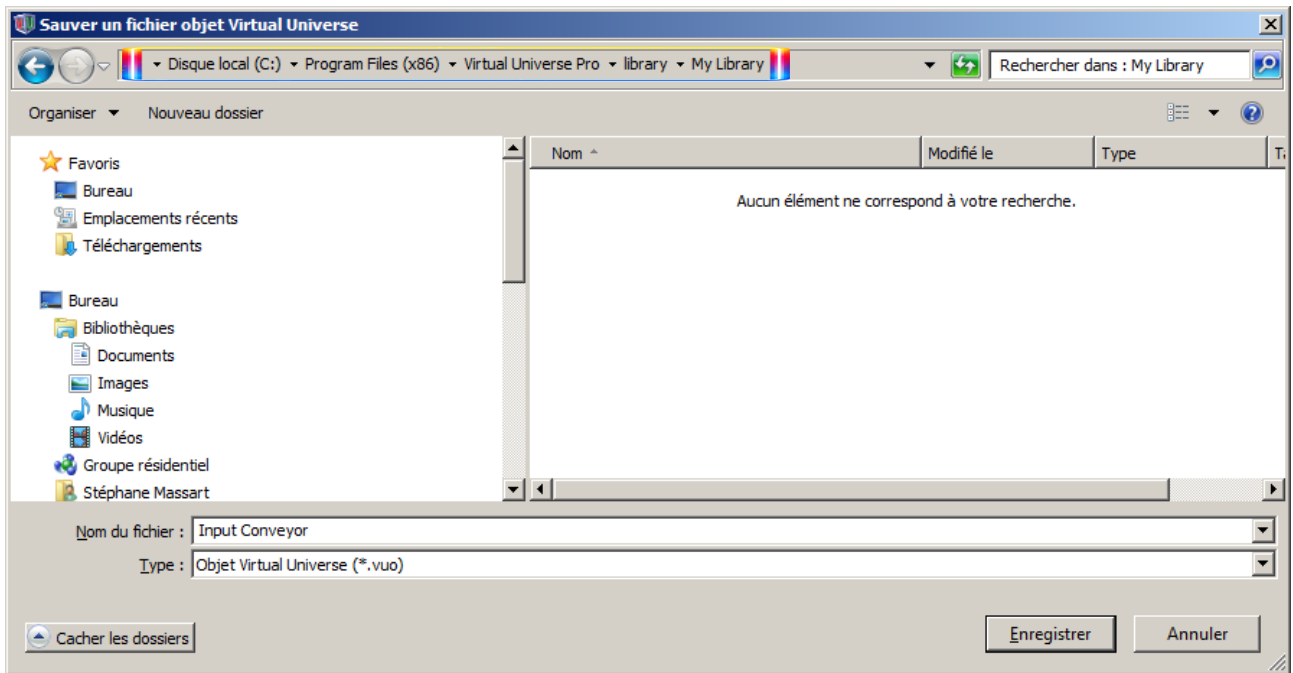 Sauver un fichier objet Virtual Universe
Disque local (C:) Program Files (x86) Virtual Universe Pro library My Library
Rechercher dans : My Library
Organiser Nouveau dossier
Favoris
Bureau
Emplacements récents
Téléchargements
Bureau
Bibliothèques
Documents
Images
Musique
Vidéos
Groupe résidentiel
Stéphane Massart
Nom Modifié le Type
Aucun élément ne correspond à votre recherche.
Nom du fichier : Input Conveyor
Type : Objet Virtual Universe (*.vuo)
Cacher les dossiers Enregistrer Annuler